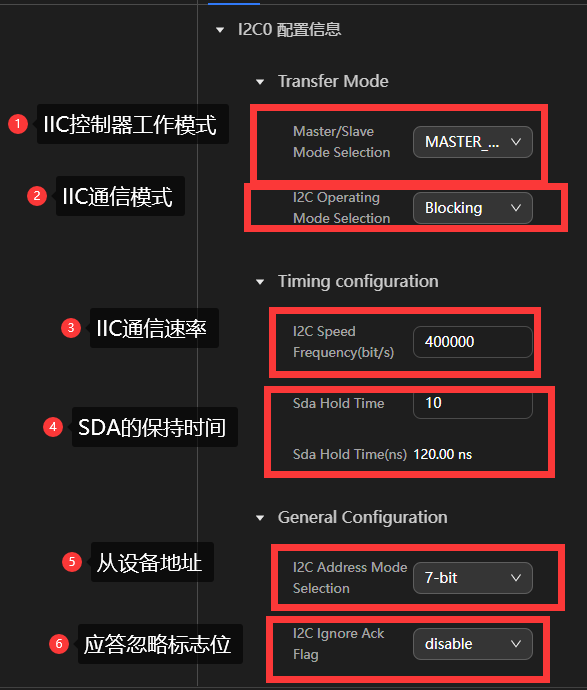 I2C0 配置信息
Transfer Mode
1 IIC控制器工作模式
Master/Slave
Mode Selection
MASTER_...
2 IIC通信模式
I2C Operating
Mode Selection
Blocking
Timing configuration
3 IIC通信速率
I2C Speed
Frequency(bit/s)
400000
4 SDA的保持时间
Sda Hold Time
10
Sda Hold Time(ns) 120.00 ns
General Configuration
5 从设备地址
I2C Address Mode
Selection
7-bit
6 应答忽略标志位
I2C Ignore Ack
Flag
disable